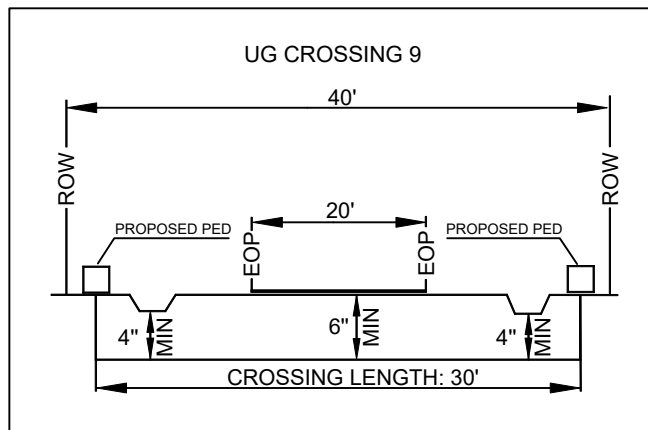 UG CROSSING 9
40'
ROW
ROW
20'
PROPOSED PED
PROPOSED PED
EOP
EOP
4"
MIN
6"
MIN
4"
MIN
CROSSING LENGTH: 30'